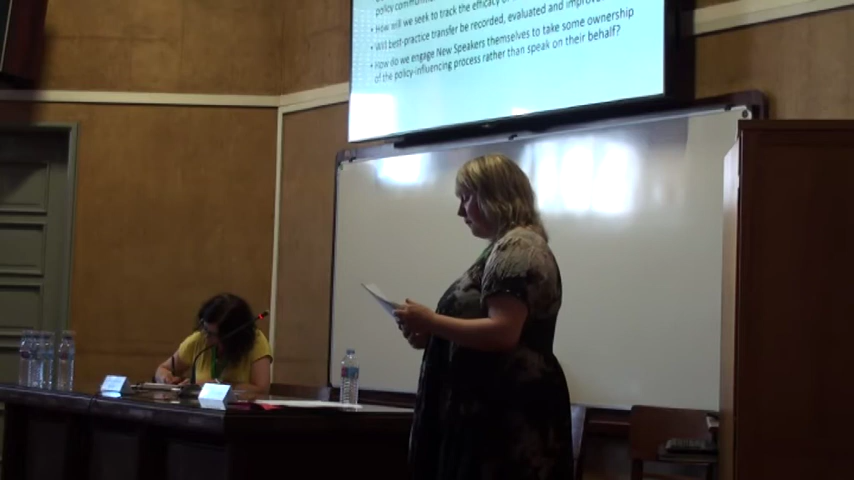 policy commun
• How will we seek to track the efficacy of
• Will best-practice transfer be recorded, evaluated and improv
• How do we engage New Speakers themselves to take some ownership
of the policy-influencing process rather than speak on their behalf?